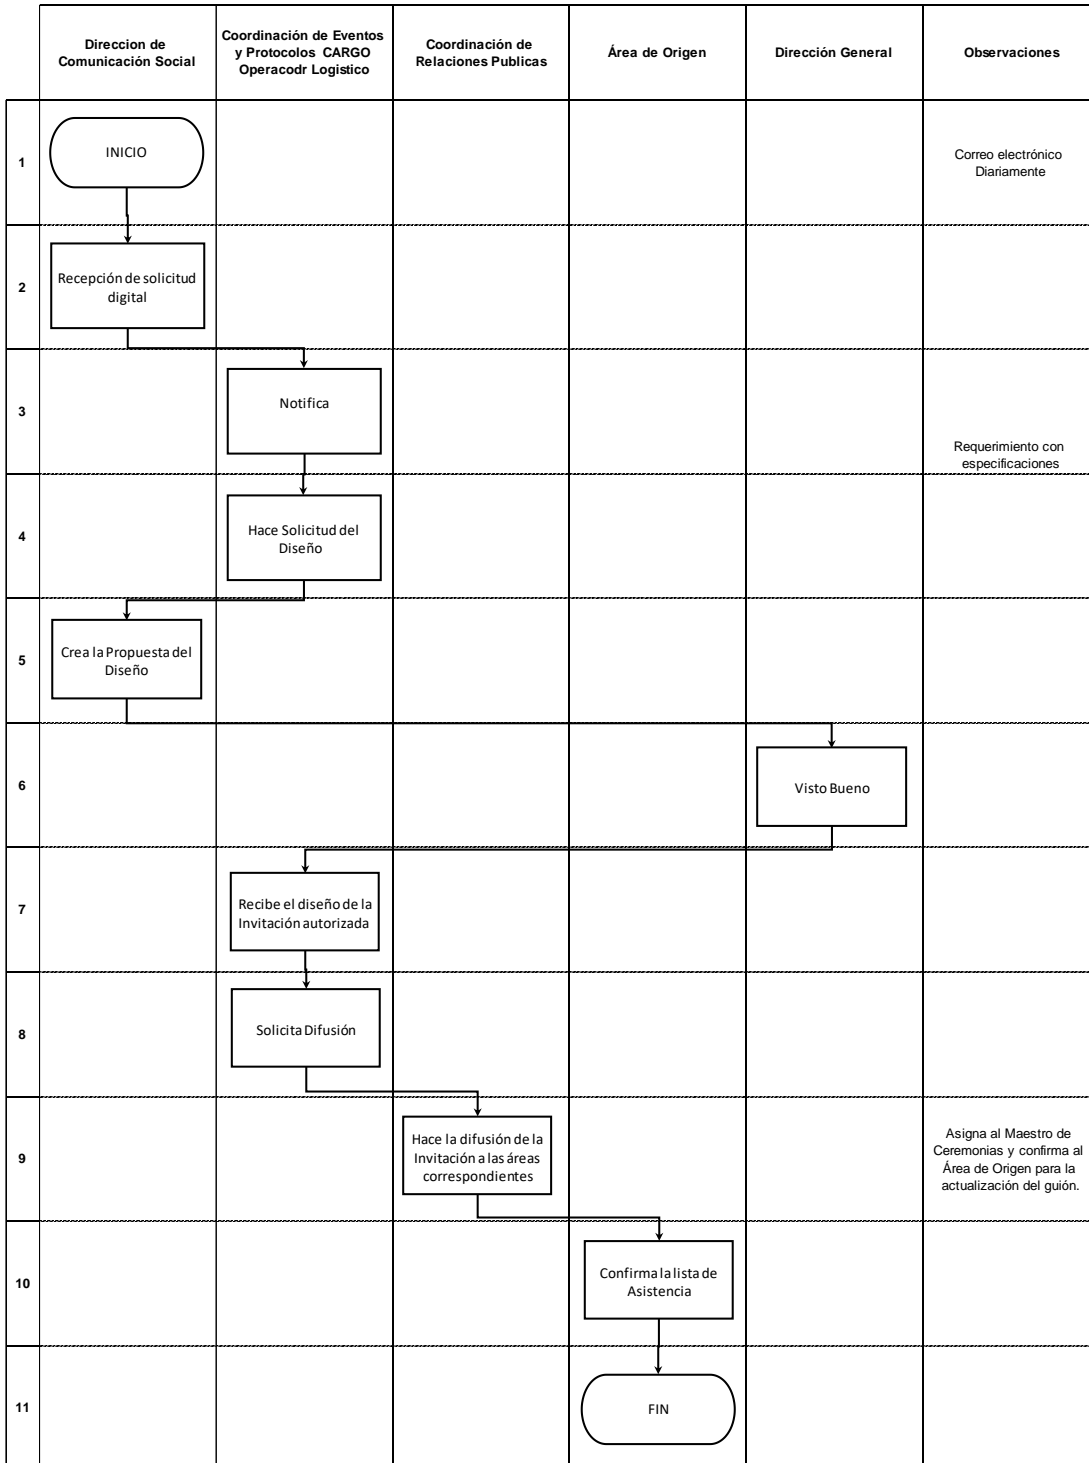 Direccion de
Comunicación Social
Coordinación de Eventos
y Protocolos CARGO
Operacodr Logistico
Coordinación de
Relaciones Publicas
Área de Origen
Dirección General
Observaciones
1
INICIO
Correo electrónico
Diariamente
2
Recepción de solicitud
digital
3
Notifica
Requerimiento con
especificaciones
4
Hace Solicitud del
Diseño
5
Crea la Propuesta del
Diseño
6
Visto Bueno
7
Recibe el diseño de la
Invitación autorizada
8
Solicita Difusión
9
Hace la difusión de la
Invitación a las áreas
correspondientes
Asigna al Maestro de
Ceremonias y confirma al
Área de Origen para la
actualización del guión.
10
Confirma la lista de
Asistencia
11
FIN